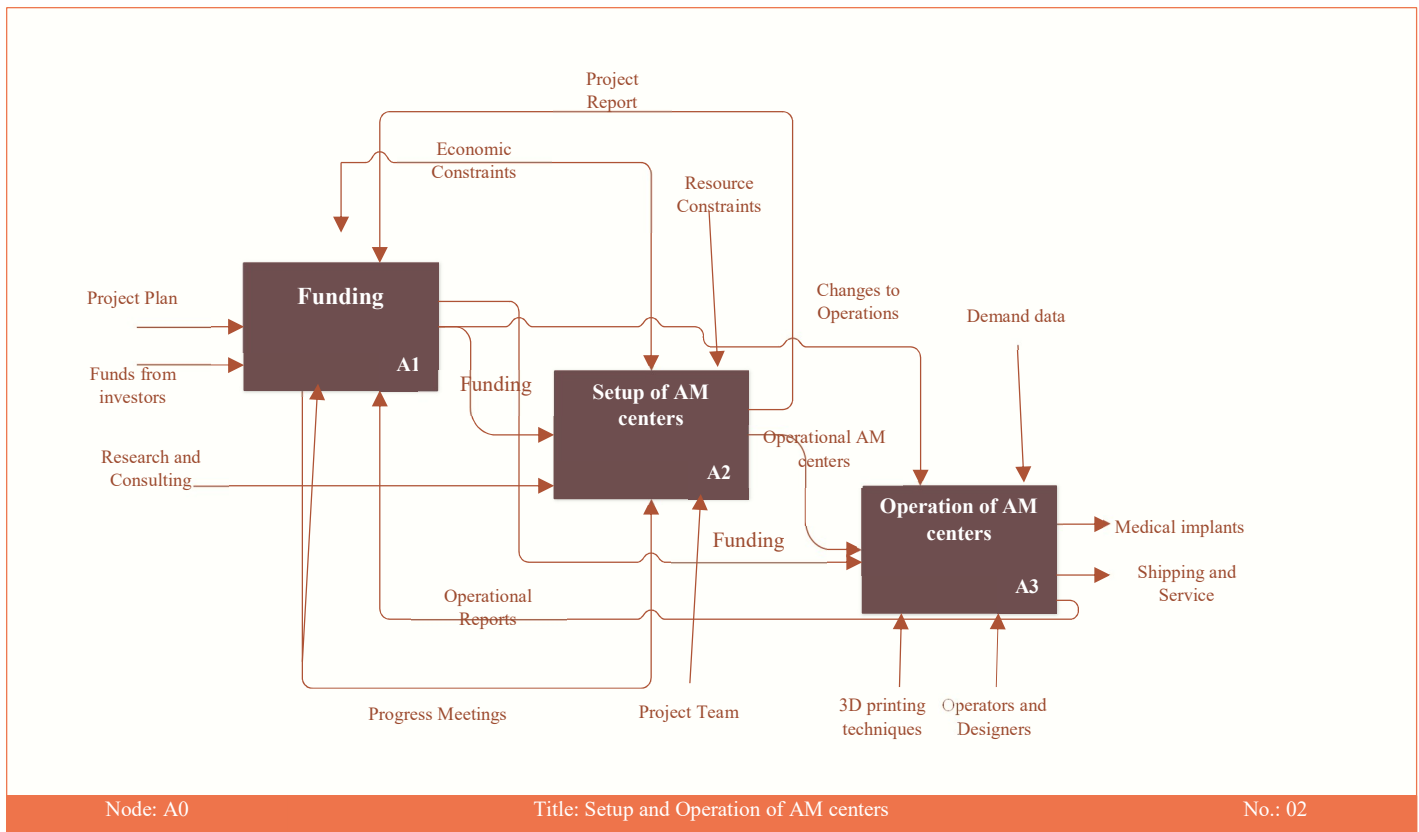 Project
Report
Economic
Constraints
Resource
Constraints
Project Plan
Funding
A1
Changes to
Operations
Demand data
Funds from
investors
Funding
Setup of AM
centers
A2
Research and
Consulting
Operational AM
centers
Operation of AM
centers
A3
Medical implants
Funding
Shipping and
Service
Operational
Reports
Progress Meetings
Project Team
3D printing
techniques
Operators and
Designers
Node: A0
Title: Setup and Operation of AM centers
No.: 02